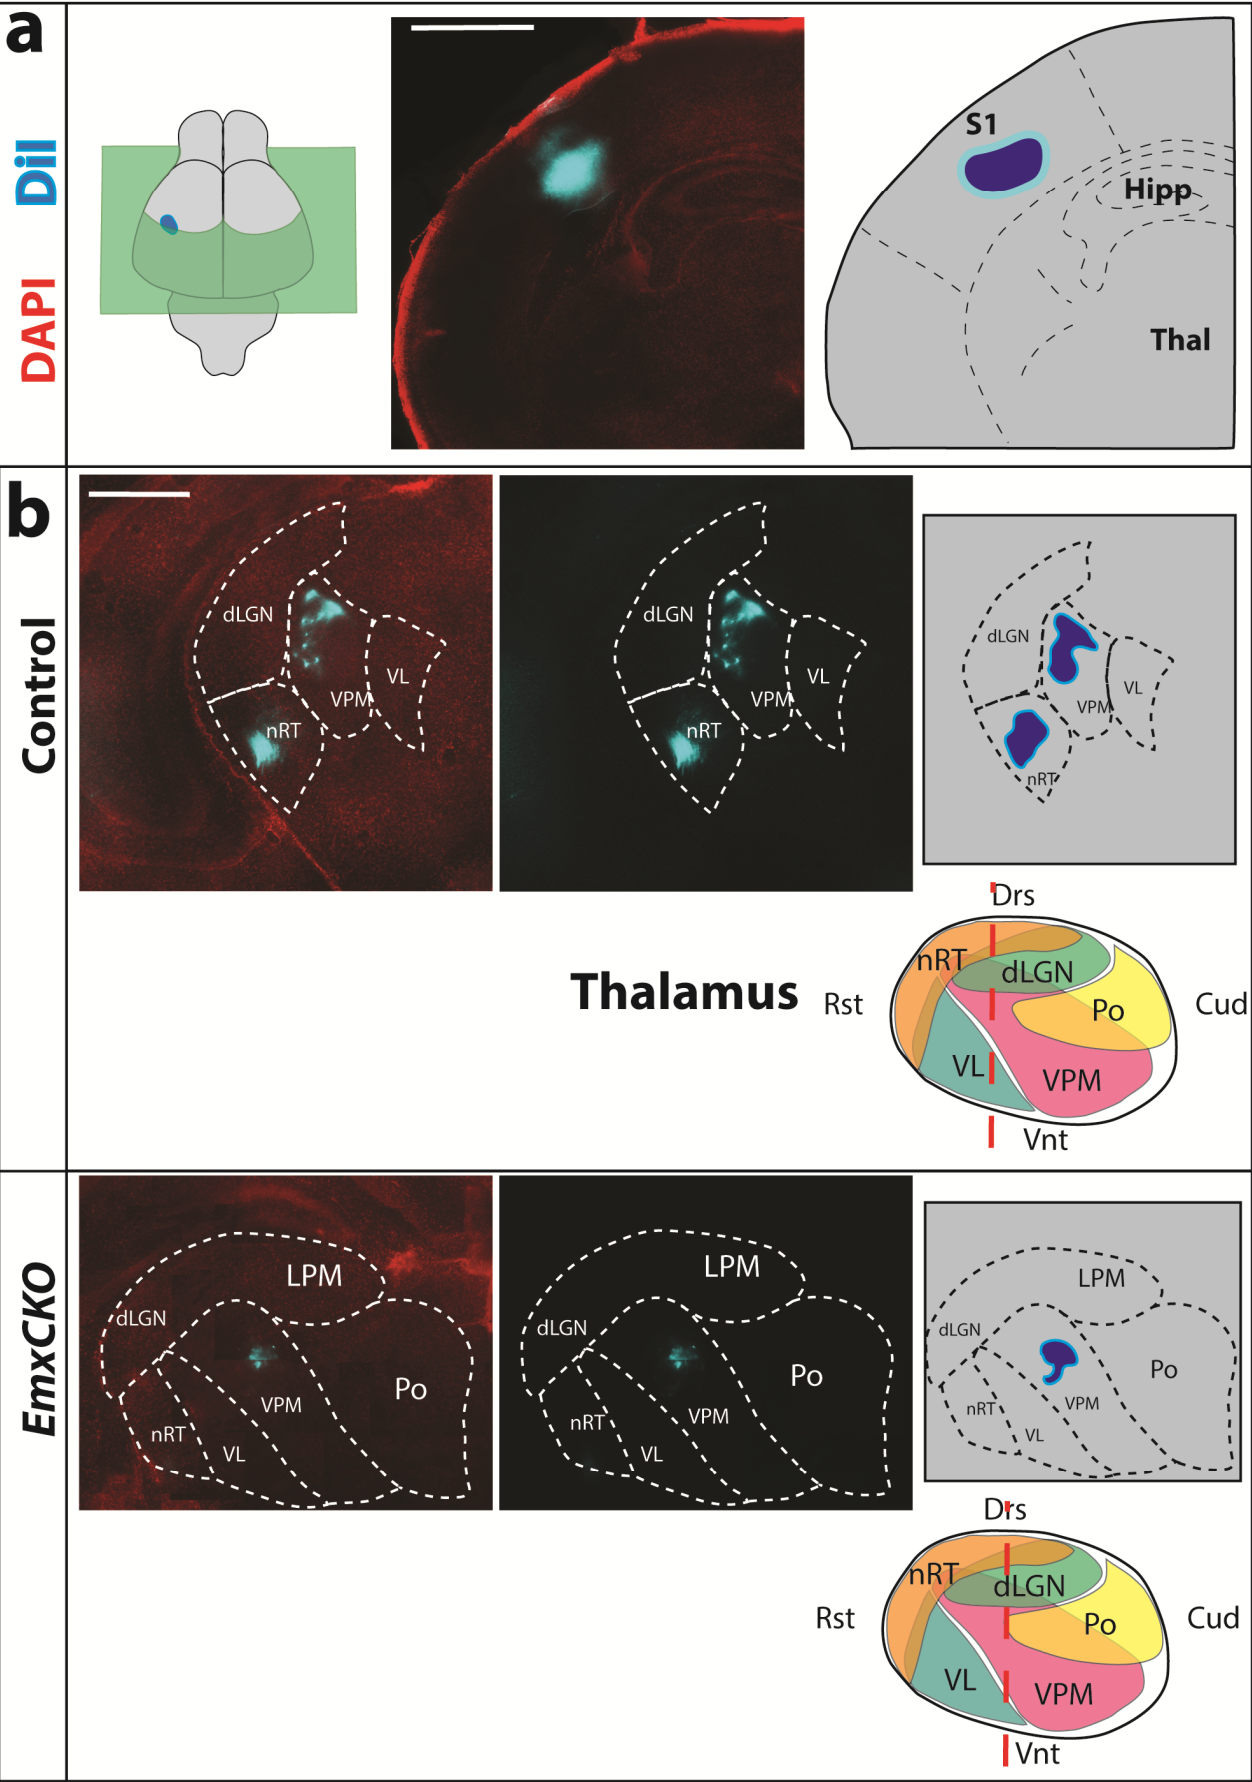 a
DAPI DiI
S1
Hipp
Thal
b
Control
dLGN
VPM
VL
nRT
dLGN
VPM
VL
nRT
dLGN
VPM
VL
nRT
Thalamus
Drs
nRT
dLGN
Rst
Po
Cud
VL
VPM
Vnt
EmxCKO
LPM
dLGN
Po
VPM
nRT
VL
LPM
dLGN
Po
VPM
nRT
VL
LPM
dLGN
Po
VPM
nRT
VL
Drs
nRT
dLGN
Rst
Po
Cud
VL
VPM
Vnt